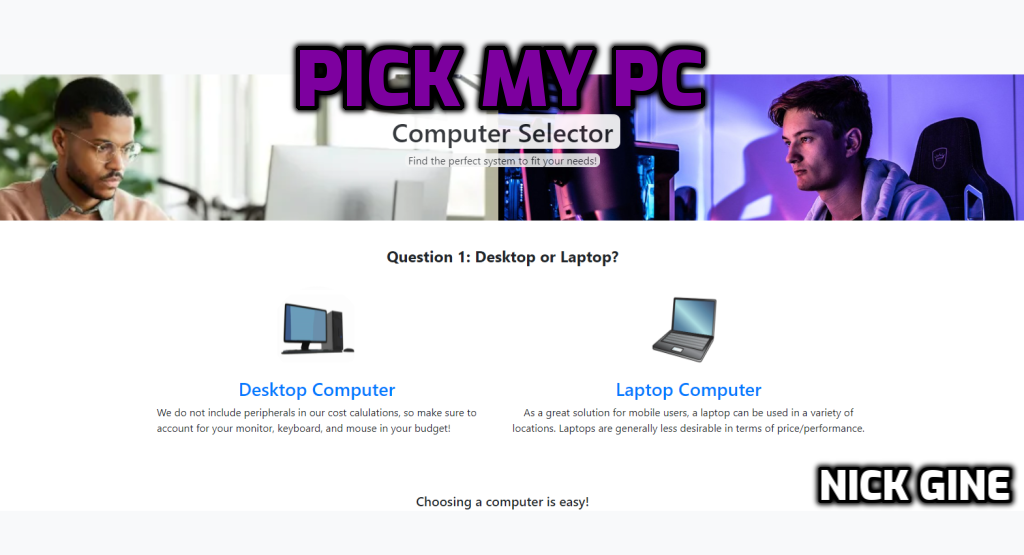 PICK MY PC
Computer Selector
Find the perfect system to fit your needs!
Question 1: Desktop or Laptop?
Desktop Computer
We do not include peripherals in our cost calulations, so make sure to
account for your monitor, keyboard, and mouse in your budget!
Laptop Computer
As a great solution for mobile users, a laptop can be used in a variety of
locations. Laptops are generally less desirable in terms of price/performance.
NICK GINE
Choosing a computer is easy!